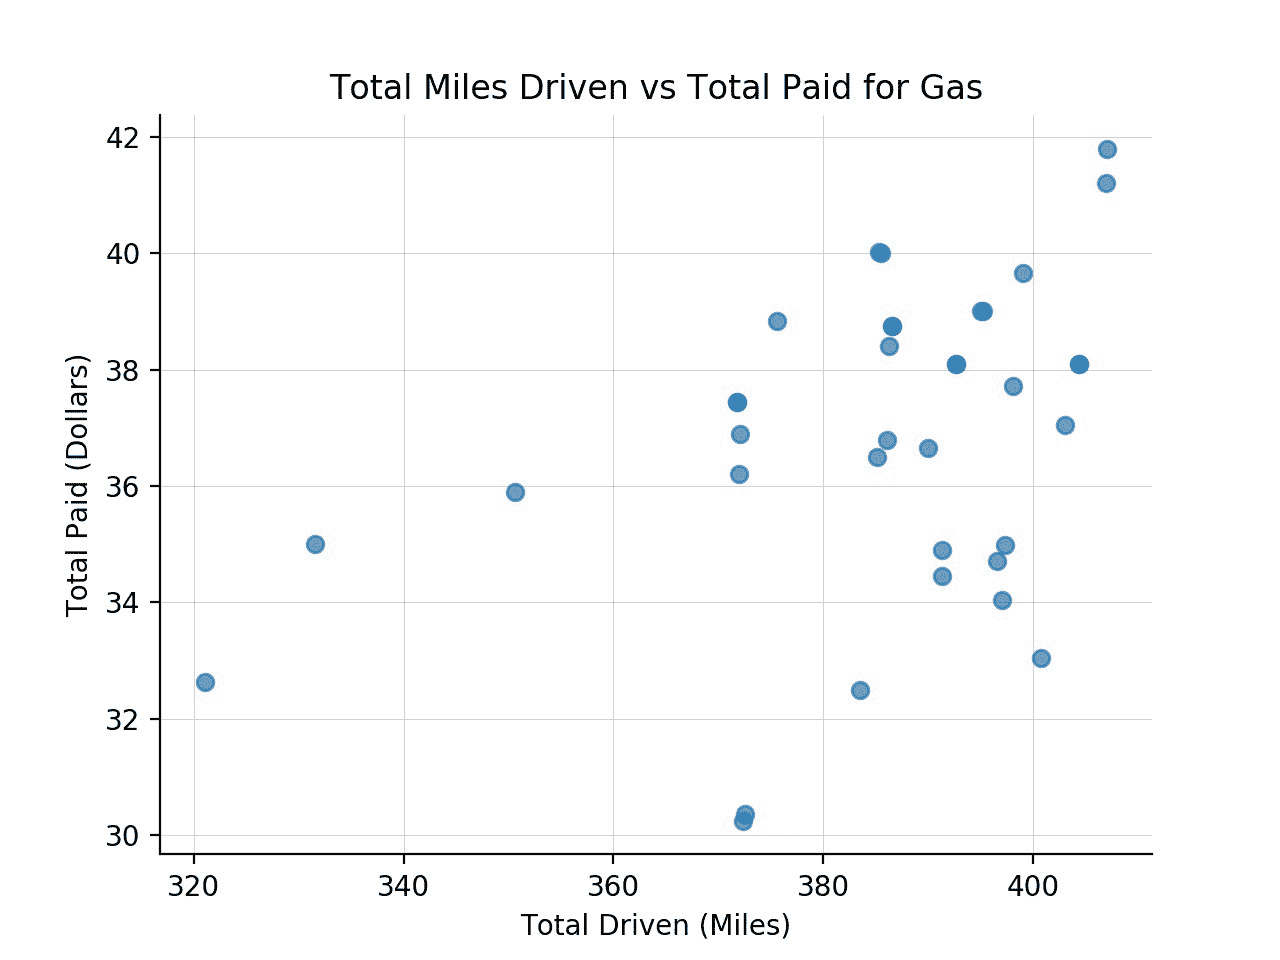 Total Miles Driven vs Total Paid for Gas
42
40
38
36
34
32
30
Total Paid (Dollars)
320 340 360 380 400
Total Driven (Miles)